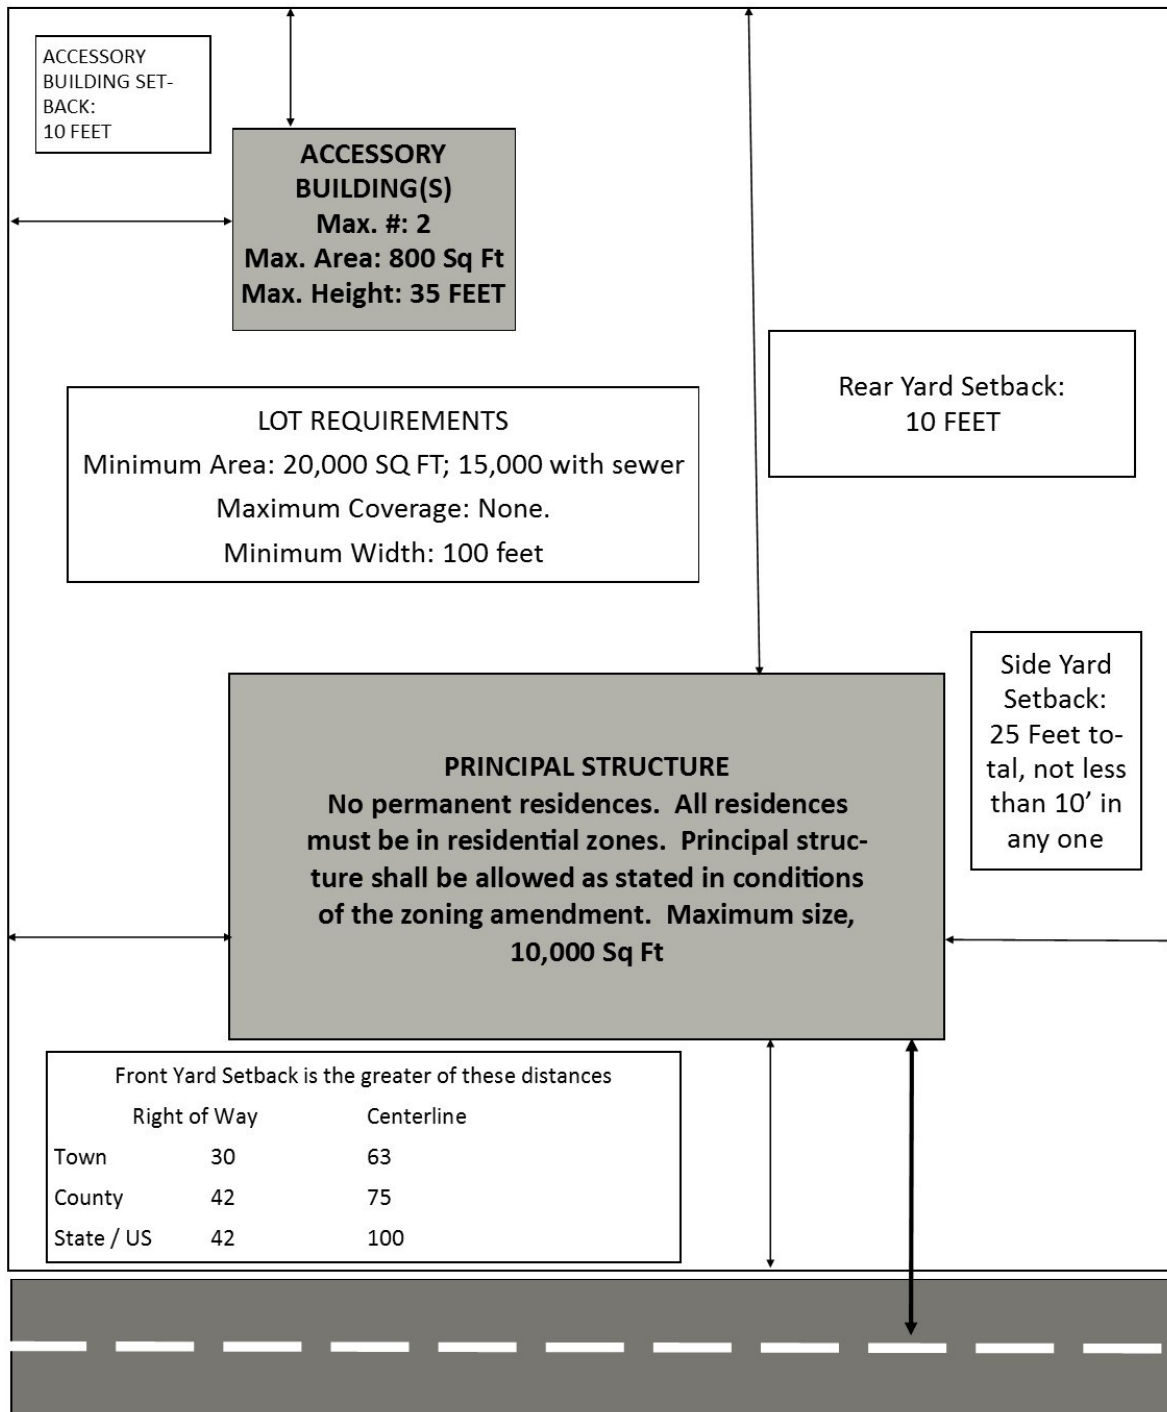 ACCESSORY
BUILDING SET-
BACK:
10 FEET
ACCESSORY
BUILDING(S)
Max. #: 2
Max. Area: 800 Sq Ft
Max. Height: 35 FEET
Rear Yard Setback:
10 FEET
LOT REQUIREMENTS
Minimum Area: 20,000 SQ FT; 15,000 with sewer
Maximum Coverage: None.
Minimum Width: 100 feet
Side Yard
Setback:
25 Feet to-
tal, not less
than 10’ in
any one
PRINCIPAL STRUCTURE
No permanent residences.  All residences
must be in residential zones.  Principal struc-
ture shall be allowed as stated in conditions
of the zoning amendment.  Maximum size,
10,000 Sq Ft
Front Yard Setback is the greater of these distances
Right of Way Centerline
Town 30 63
County 42 75
State / US 42 100